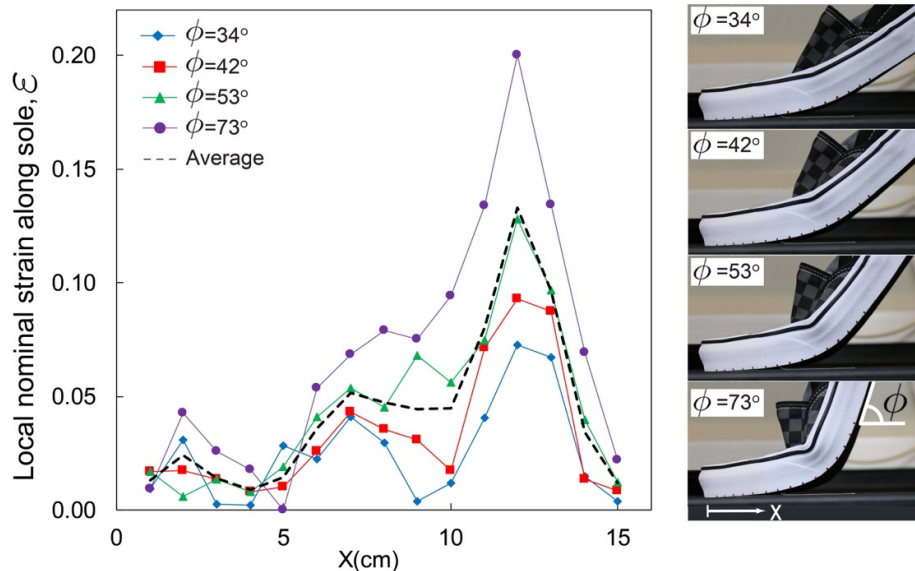 Local nominal strain along sole, ε
0.20
0.15
0.10
0.05
0.00
ϕ=34°
ϕ=42°
ϕ=53°
ϕ=73°
Average
0
5
10
15
X(cm)
ϕ=34°
ϕ=42°
ϕ=53°
ϕ=73°
ϕ
X